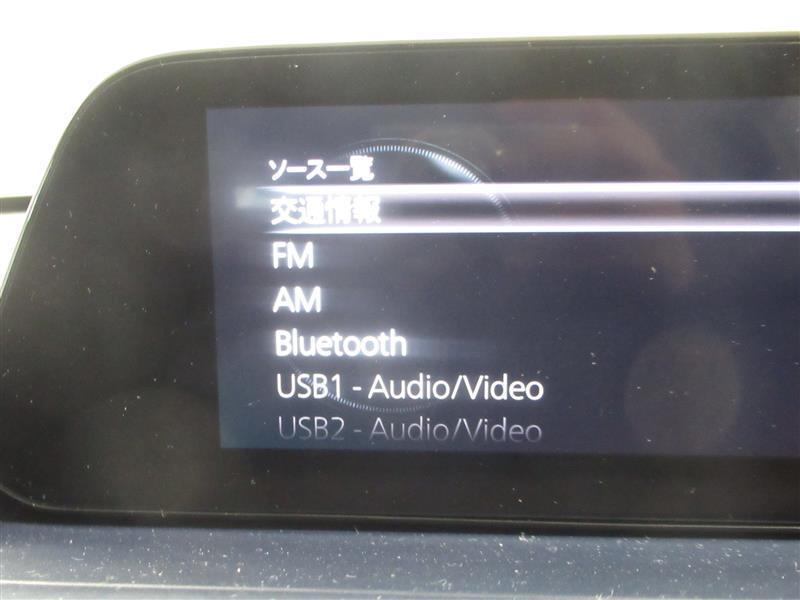 ソース一覧
交通情報
FM
AM
Bluetooth
USB1 - Audio/Video
USB2 - Audio/Video